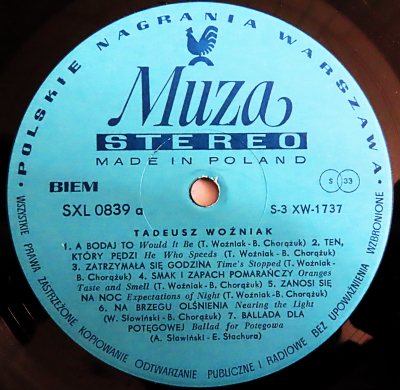 • POLSKIE NAGRANIA WARSZAWA •
Muza
STEREO
MADE IN POLAND
BIEM
S 33
SXL 0839 a
S-3 XW-1737
TADEUSZ WOŹNIAK
1. A BODAJ TO Would It Be (T. Woźniak-B. Chorążuk) 2. TEN,
KTÓRY PĘDZI He Who Speeds (T. Woźniak-B. Chorążuk)
3. ZATRZYMAŁA SIĘ GODZINA Time's Stopped (T. Woźniak-
B. Chorążuk) 4. SMAK I ZAPACH POMARAŃCZY Oranges
Taste and Smell (T. Woźniak-B. Chorążuk) 5. ZANOSI SIĘ
NA NOC Expectations of Night (T. Woźniak-B. Chorążuk)
6. NA BRZEGU OLŚNIENIA Nearing the Light
(W. Sławiński-B. Chorążuk) 7. BALLADA DLA
POTĘGOWEJ Ballad for Potęgowa
(A. Sławiński - E. Stachura)
WSZYSTKIE PRAWA ZASTRZEŻONE KOPIOWANIE ODTWARZANIE PUBLICZNE I RADIOWE BEZ UPOWAŻNIENIA WZBRONIONE